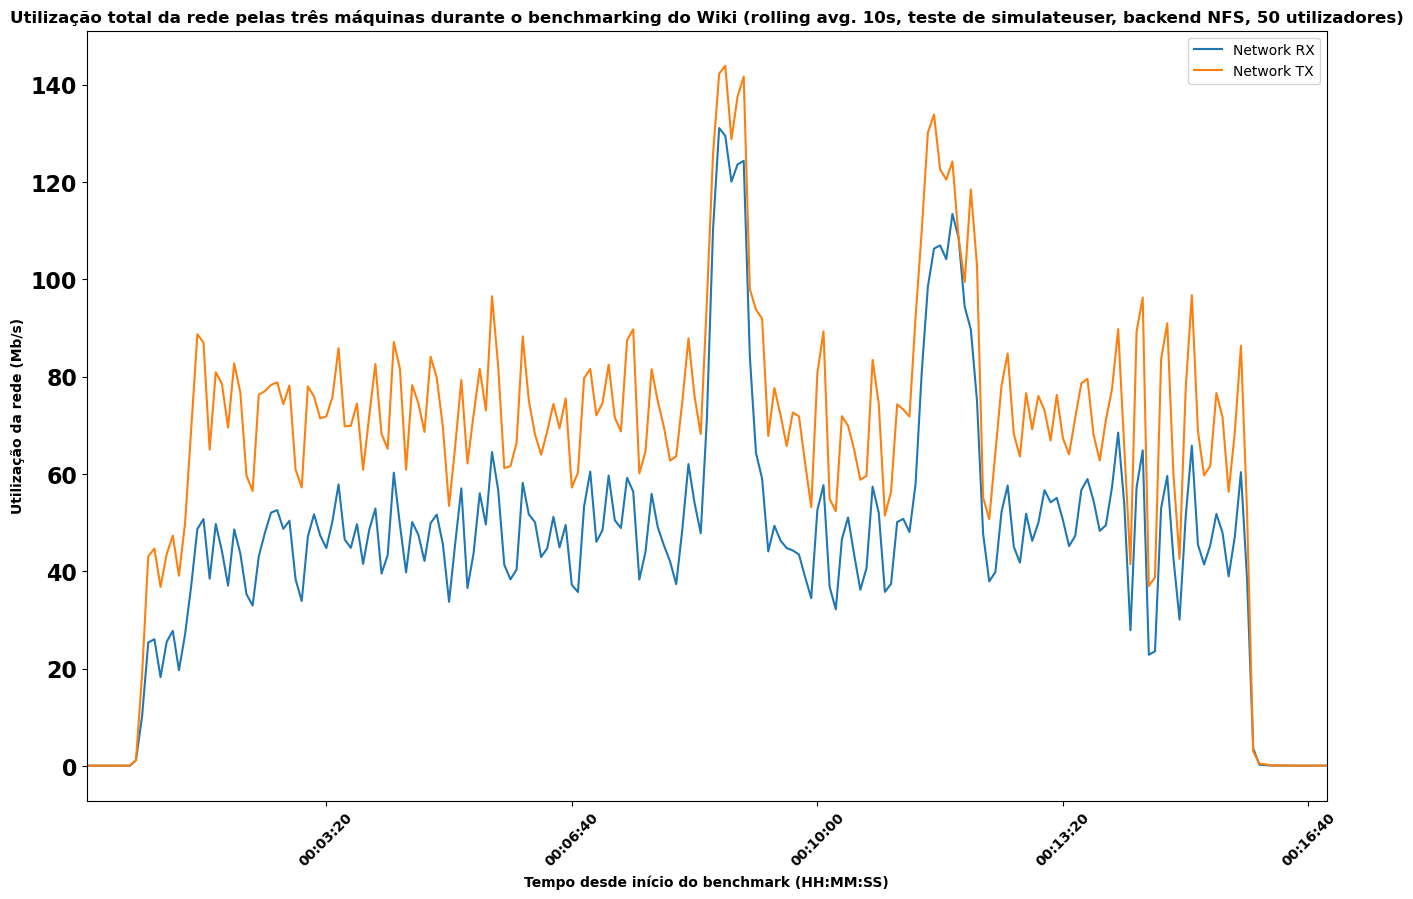 Utilização total da rede pelas três máquinas durante o benchmarking do Wiki (rolling avg. 10s, teste de simulateuser, backend NFS, 50 utilizadores)
Network RX
Network TX
140
120
100
80
60
40
20
0
Utilização da rede (Mb/s)
00:03:20
00:06:40
00:10:00
00:13:20
00:16:40
Tempo desde início do benchmark (HH:MM:SS)